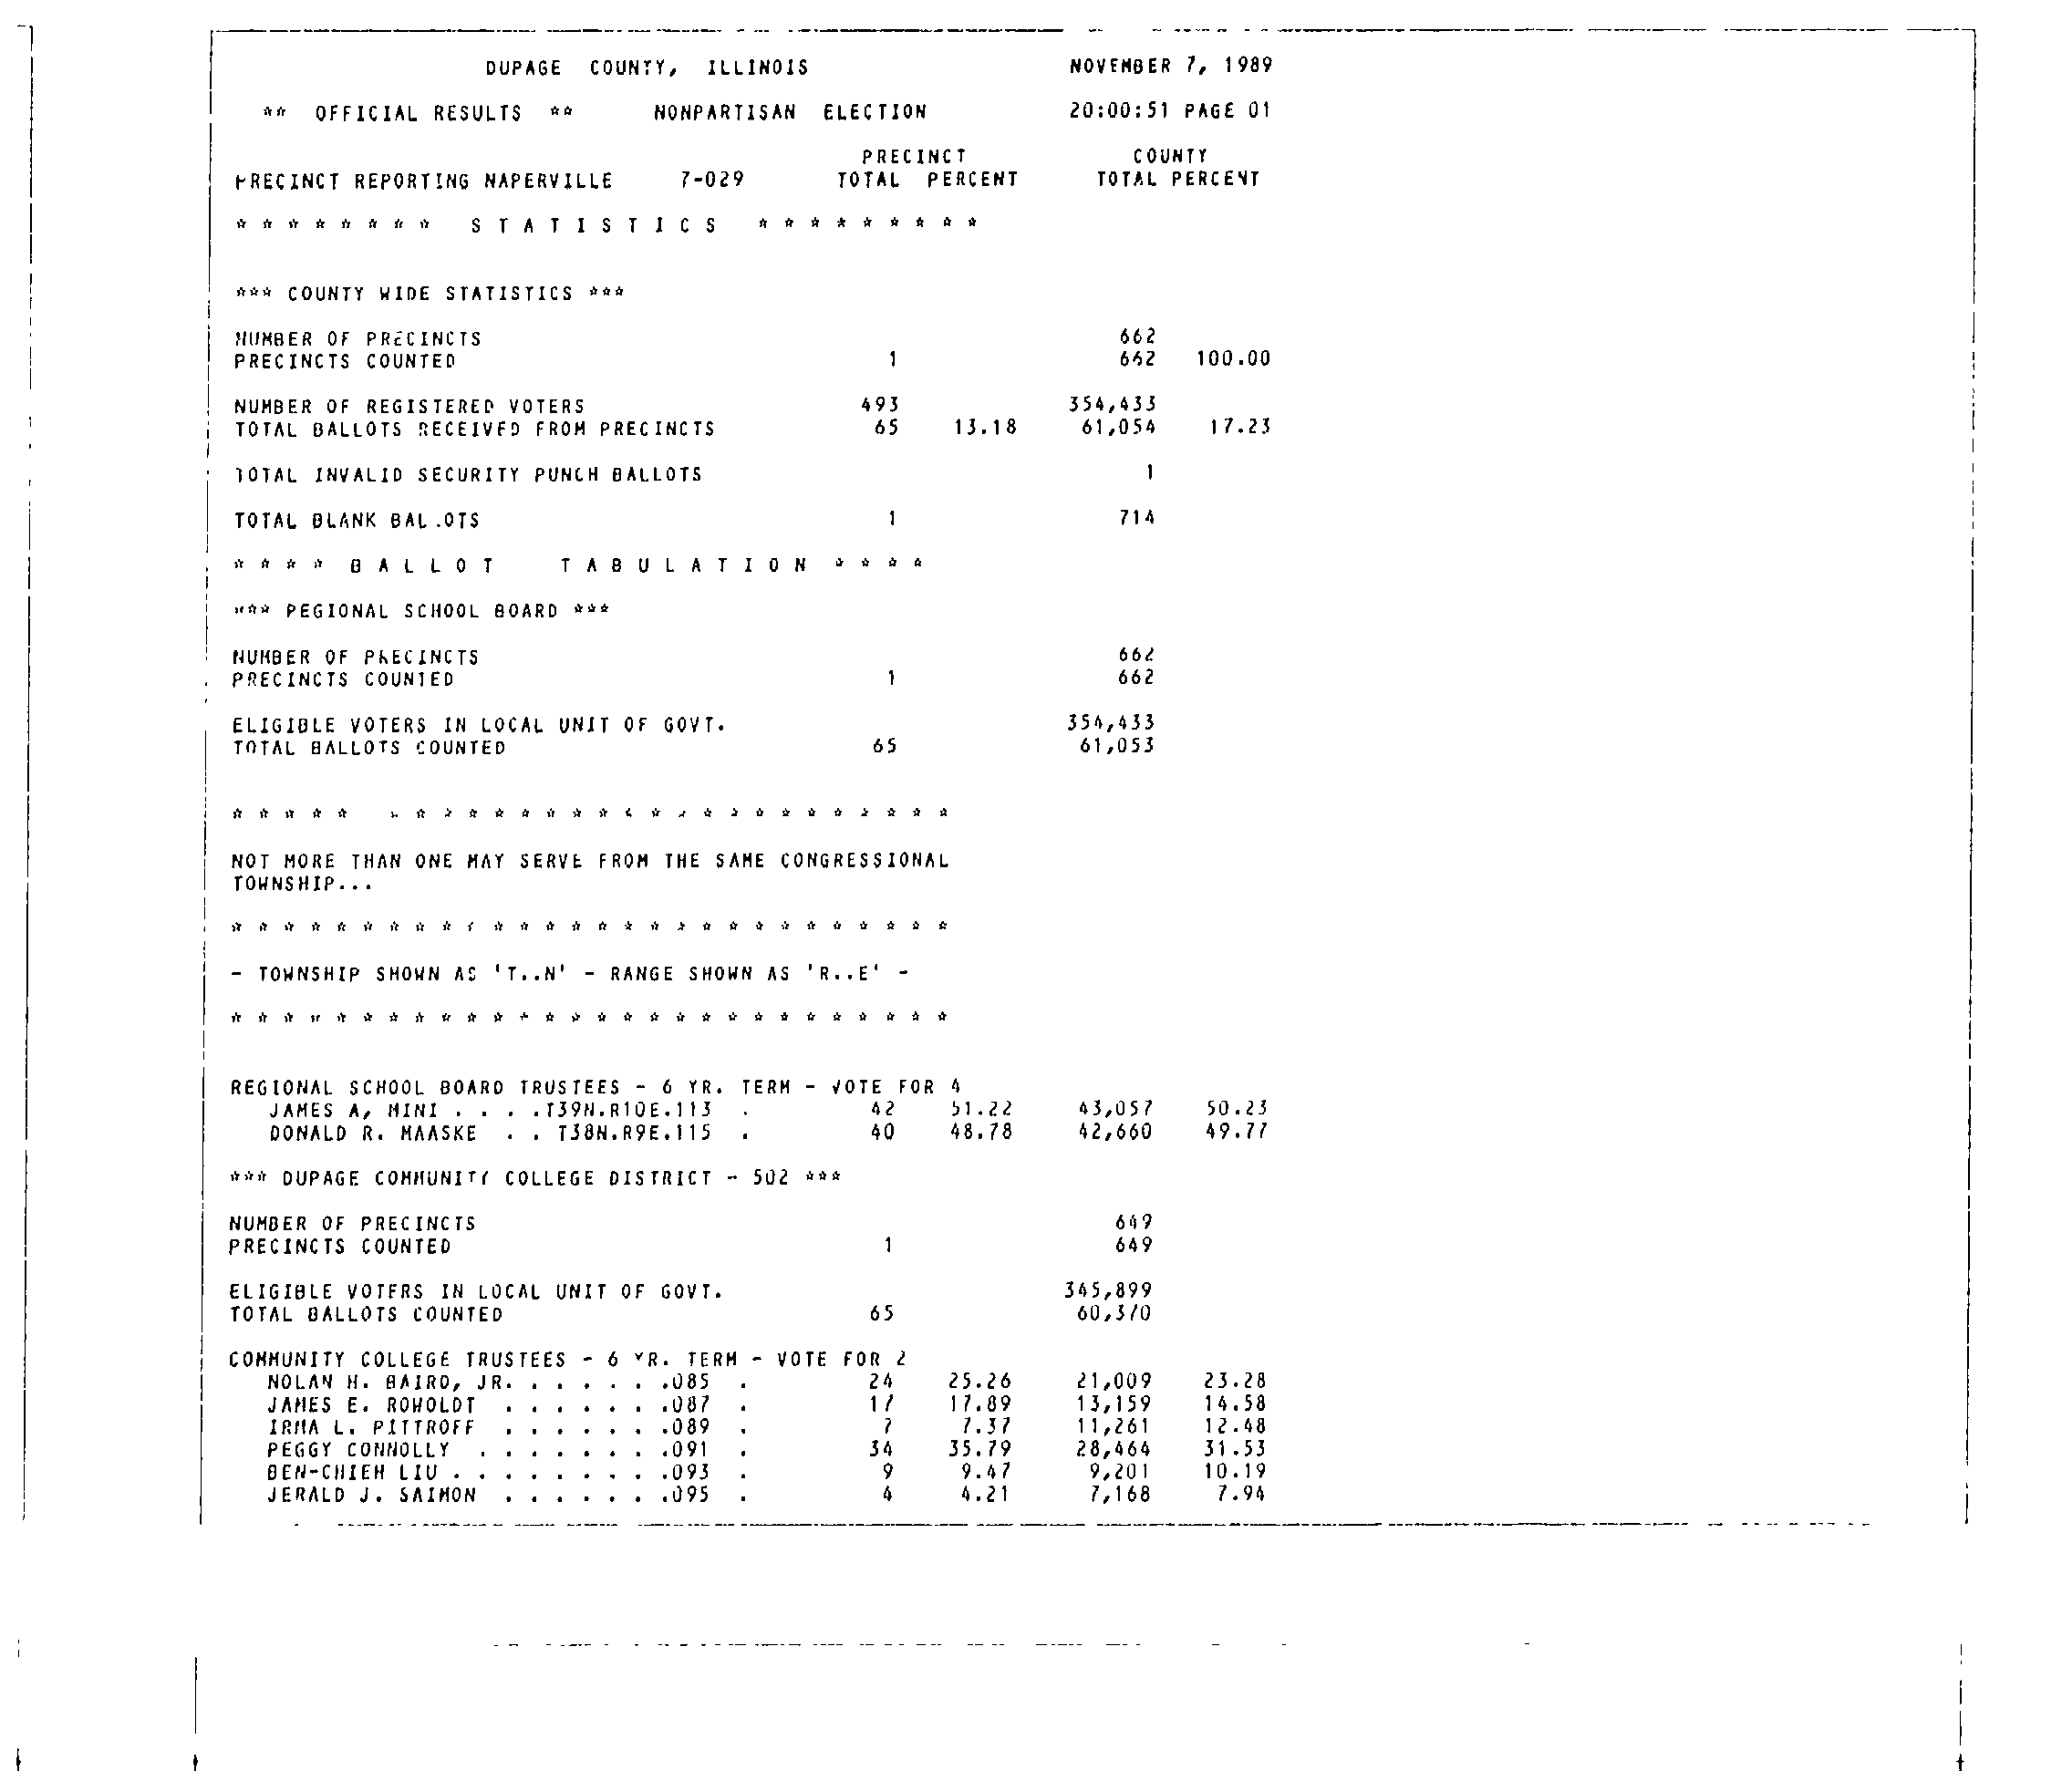 DUPAGE COUNTY, ILLINOIS NOVEMBER 7, 1989
** OFFICIAL RESULTS ** NONPARTISAN ELECTION 20:00:51 PAGE 01
PRECINCT COUNTY
PRECINCT REPORTING NAPERVILLE 7-029 TOTAL PERCENT TOTAL PERCENT
* * * * * * * * S T A T I S T I C S * * * * * * * * *
*** COUNTY WIDE STATISTICS ***
NUMBER OF PRECINCTS 662
PRECINCTS COUNTED 1 662 100.00
NUMBER OF REGISTERED VOTERS 493 354,433
TOTAL BALLOTS RECEIVED FROM PRECINCTS 65 13.18 61,054 17.23
TOTAL INVALID SECURITY PUNCH BALLOTS 1
TOTAL BLANK BALLOTS 1 714
* * * * B A L L O T T A B U L A T I O N * * * *
*** REGIONAL SCHOOL BOARD ***
NUMBER OF PRECINCTS 662
PRECINCTS COUNTED 1 662
ELIGIBLE VOTERS IN LOCAL UNIT OF GOVT. 354,433
TOTAL BALLOTS COUNTED 65 61,053
* * * * * * * * * * * * * * * * * * * * * * * * * * *
NOT MORE THAN ONE MAY SERVE FROM THE SAME CONGRESSIONAL
TOWNSHIP...
* * * * * * * * * * * * * * * * * * * * * * * * * * * *
- TOWNSHIP SHOWN AS 'T..N' - RANGE SHOWN AS 'R..E' -
* * * * * * * * * * * * * * * * * * * * * * * * * * * *
REGIONAL SCHOOL BOARD TRUSTEES - 6 YR. TERM - VOTE FOR 4
JAMES A, MINI . . . .T39N.R10E.113 . 42 51.22 43,057 50.23
DONALD R. MAASKE . . T38N.R9E.115 . 40 48.78 42,660 49.77
*** DUPAGE COMMUNITY COLLEGE DISTRICT - 502 ***
NUMBER OF PRECINCTS 649
PRECINCTS COUNTED 1 649
ELIGIBLE VOTERS IN LOCAL UNIT OF GOVT. 345,899
TOTAL BALLOTS COUNTED 65 60,370
COMMUNITY COLLEGE TRUSTEES - 6 YR. TERM - VOTE FOR 2
NOLAN H. BAIRD, JR. . . . . . .085 . 24 25.26 21,009 23.28
JAMES E. ROWOLDT . . . . . . .087 . 17 17.89 13,159 14.58
IRMA L. PITTROFF . . . . . . .089 . 7 7.37 11,261 12.48
PEGGY CONNOLLY . . . . . . . .091 . 34 35.79 28,464 31.53
BEN-CHIEH LIU . . . . . . . . .093 . 9 9.47 9,201 10.19
JERALD J. SAIMON . . . . . . .095 . 4 4.21 7,168 7.94